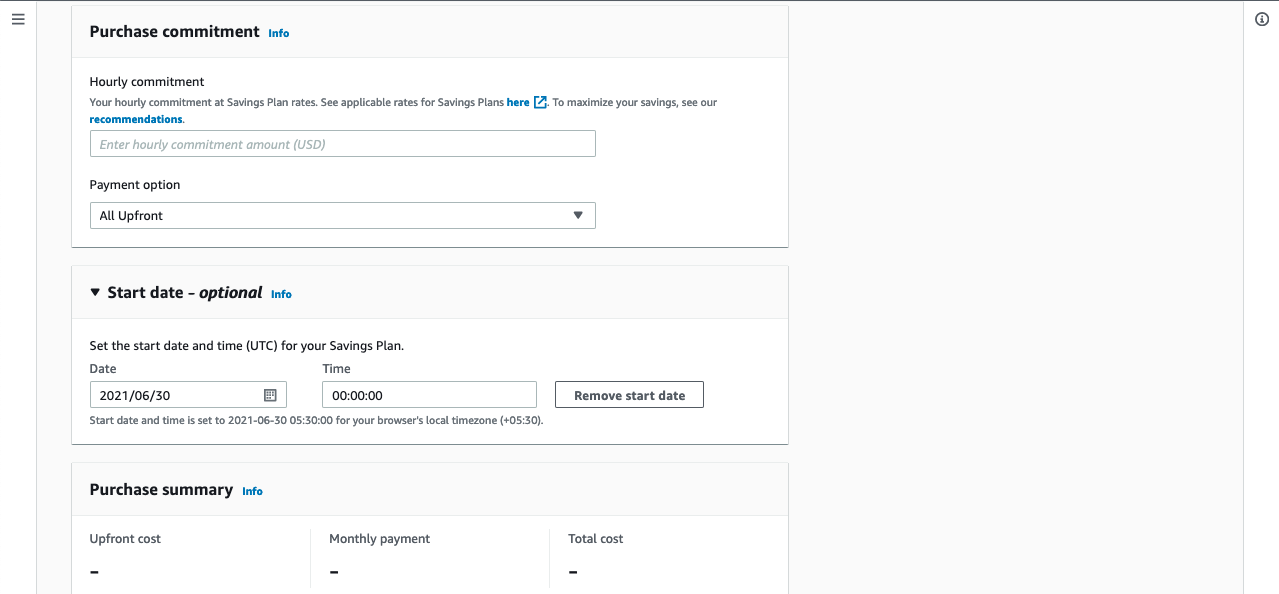 Purchase commitment Info
Hourly commitment
Your hourly commitment at Savings Plan rates. See applicable rates for Savings Plans here. To maximize your savings, see our
recommendations.
Enter hourly commitment amount (USD)
Payment option
All Upfront
Start date - optional Info
Set the start date and time (UTC) for your Savings Plan.
Date Time
2021/06/30 00:00:00 Remove start date
Start date and time is set to 2021-06-30 05:30:00 for your browser's local timezone (+05:30).
Purchase summary Info
Upfront cost Monthly payment Total cost
– – –